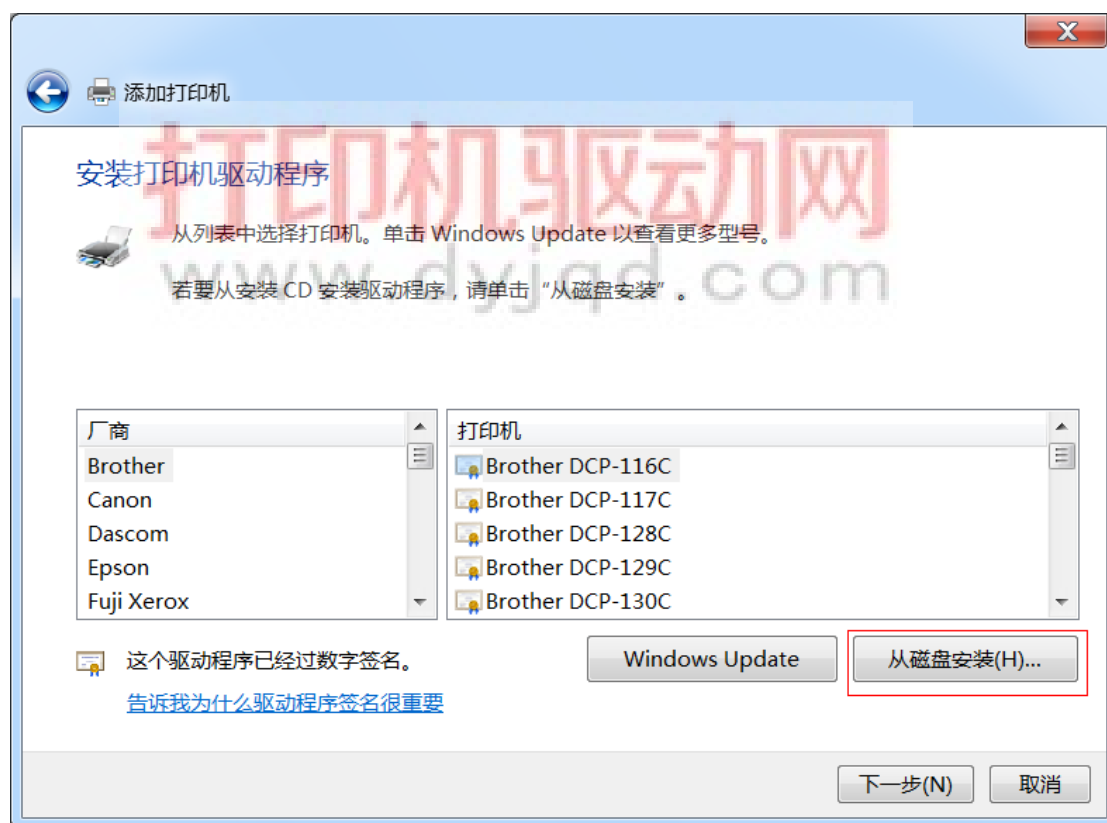 添加打印机
打印机驱动网
安装打印机驱动程序
从列表中选择打印机。单击 Windows Update 以查看更多型号。
www.dyjqd.com
若要从安装 CD 安装驱动程序，请单击“从磁盘安装”。
厂商
Brother
Canon
Dascom
Epson
Fuji Xerox
打印机
Brother DCP-116C
Brother DCP-117C
Brother DCP-128C
Brother DCP-129C
Brother DCP-130C
这个驱动程序已经过数字签名。
告诉我为什么驱动程序签名很重要
Windows Update
从磁盘安装(H)...
下一步(N)
取消